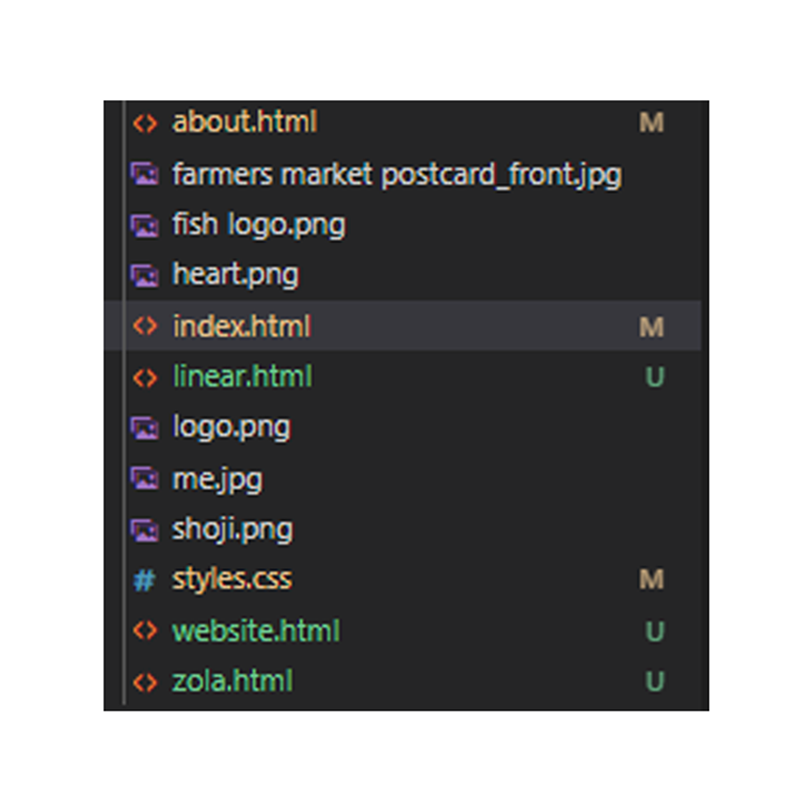 about.html M
farmers market postcard_front.jpg
fish logo.png
heart.png
index.html M
linear.html U
logo.png
me.jpg
shoji.png
# styles.css M
website.html U
zola.html U